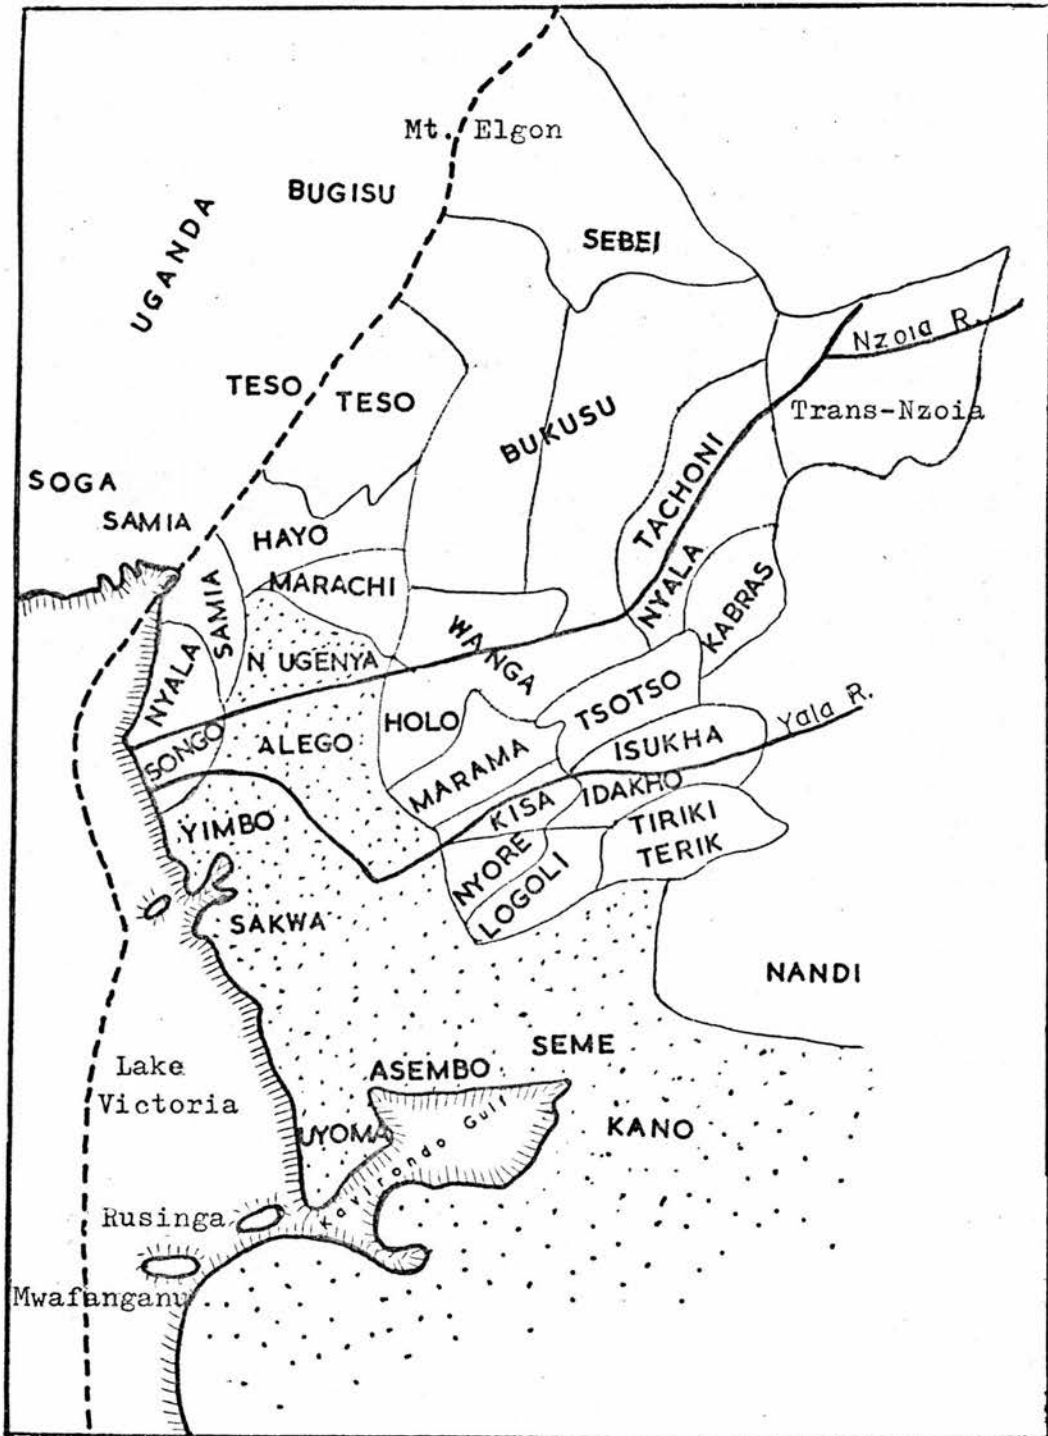 Mt. Elgon
BUGISU
UGANDA
SEBEI
Nzoia R.
TESO
TESO
Trans-Nzoia
BUKUSU
TACHONI
SOGA
SAMIA
HAYO
MARACHI
SAMIA
NYALA
KABRAS
NYALA
N UGENYA
WANGA
TSOTSO
HOLO
SONGO
ALEGO
MARAMA
ISUKHA
Yala R.
KISA
IDAKHO
YIMBO
TIRIKI
TERIK
NYORE
LOGOLI
SAKWA
NANDI
SEME
Lake
Victoria
ASEMBO
KANO
UYOMA
Kavirondo Gulf
Rusinga
Mwafanganu